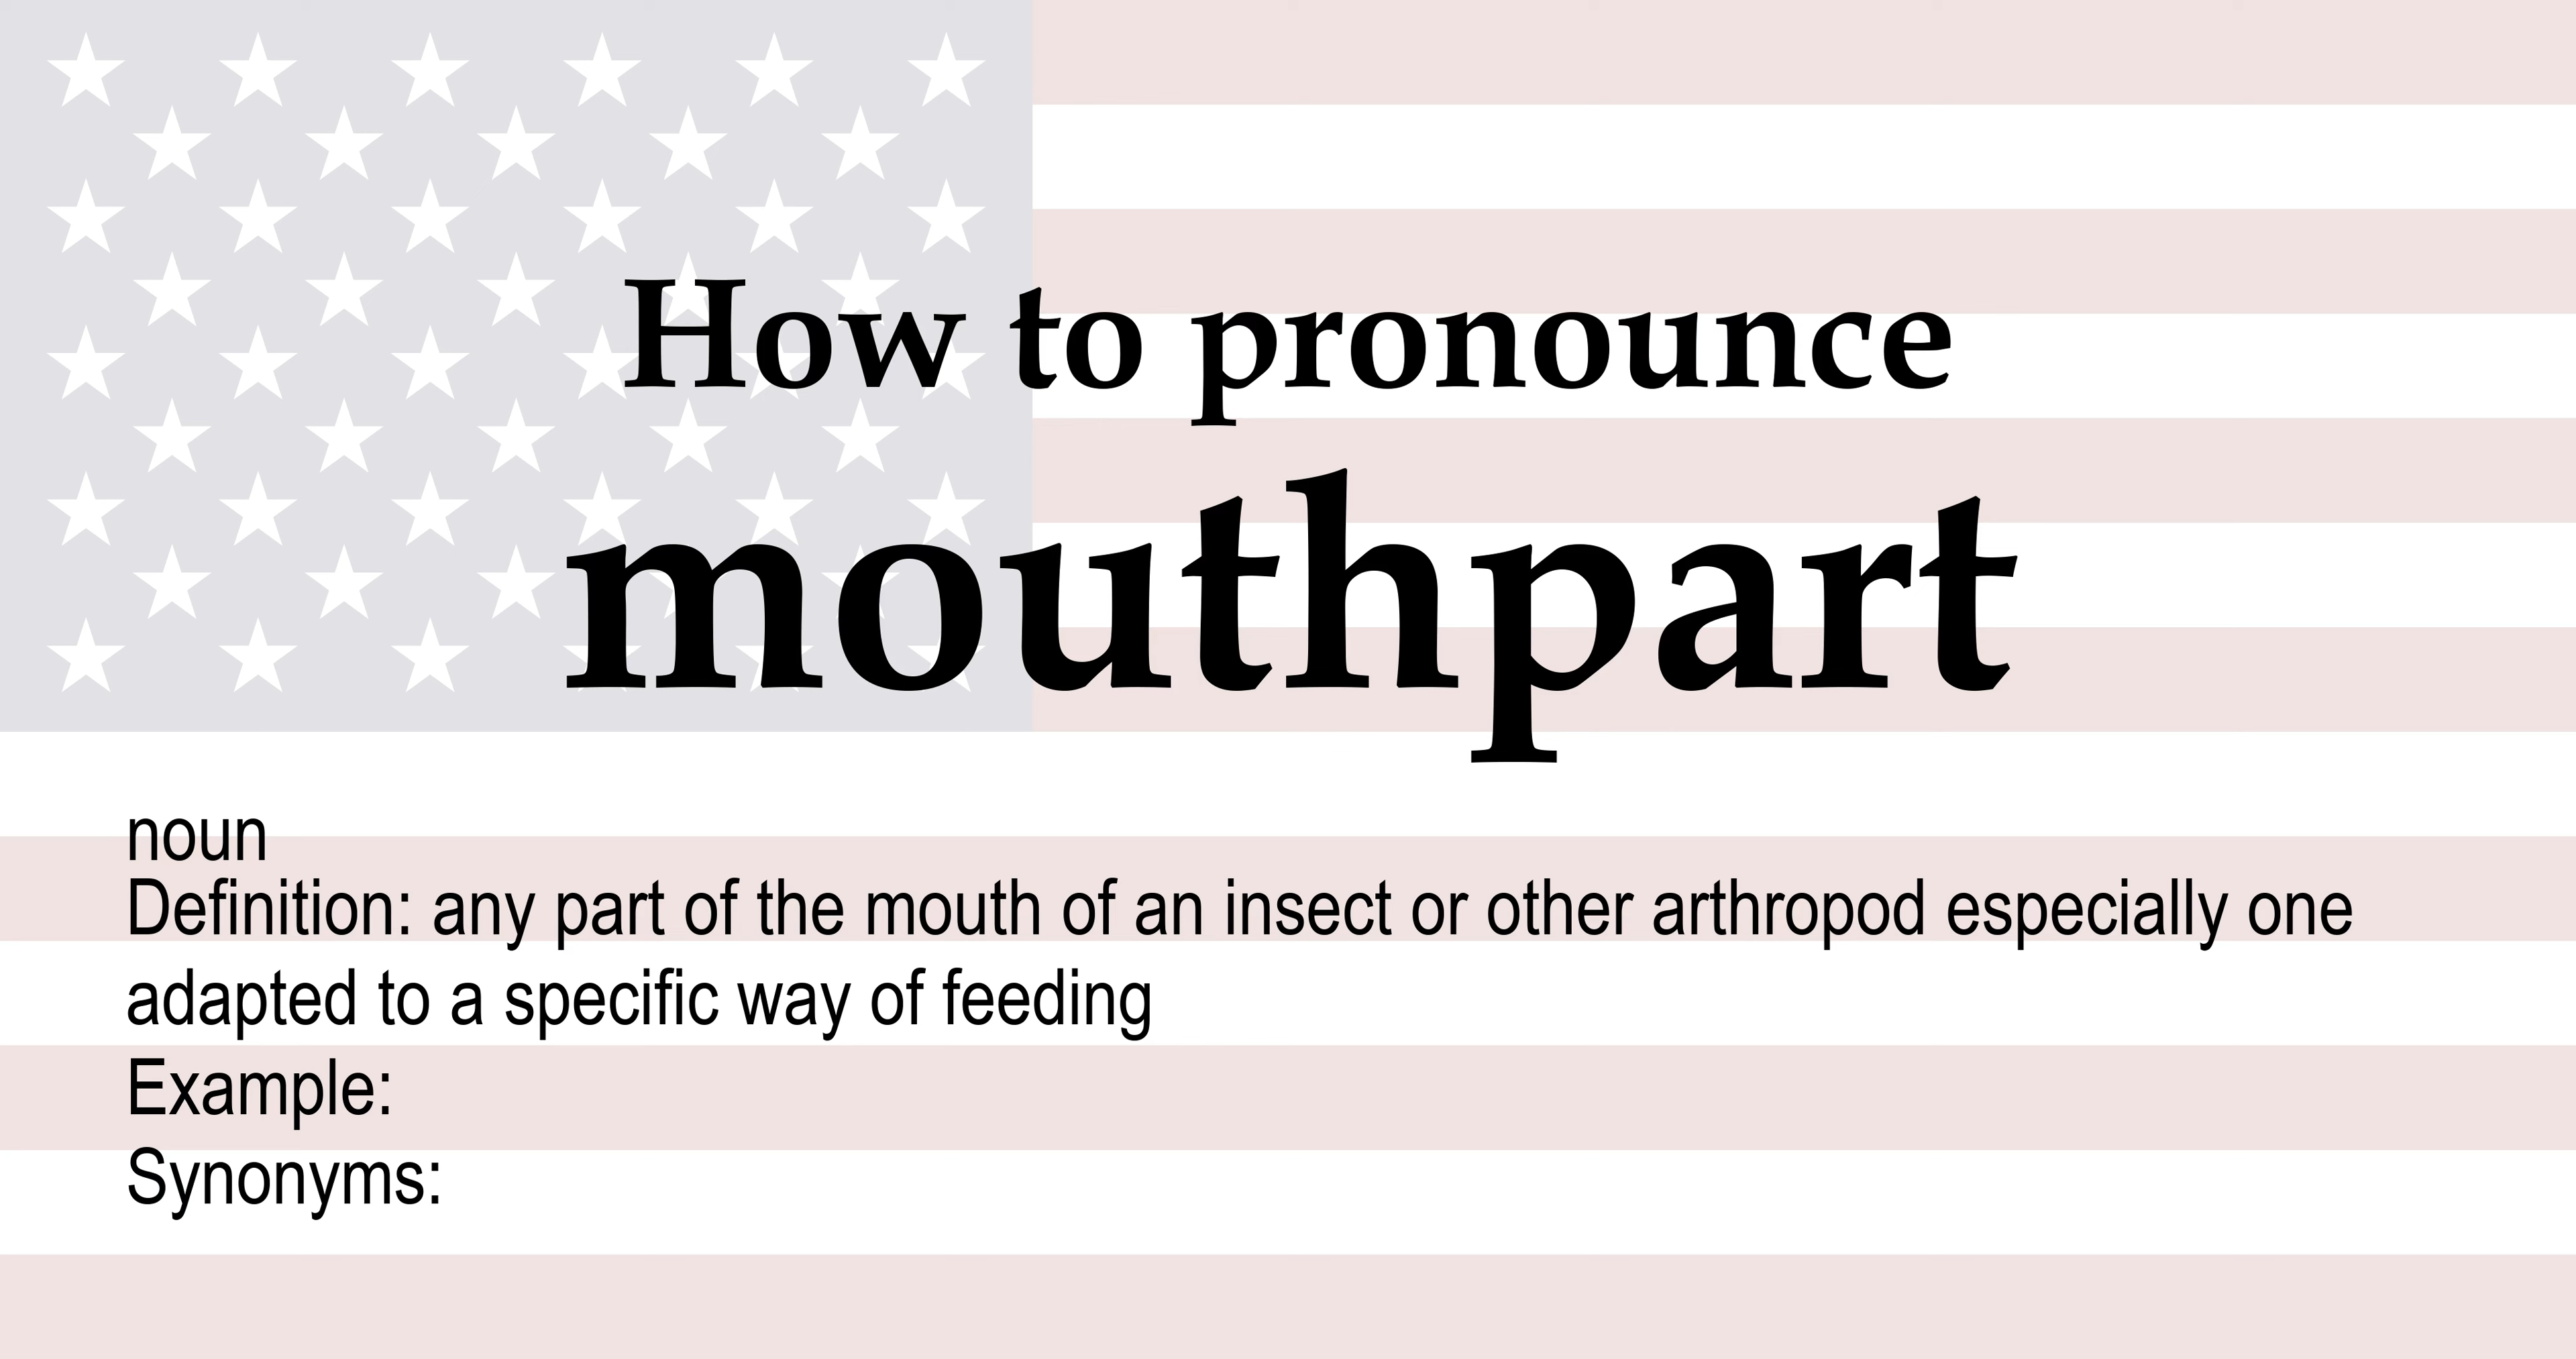 How to pronounce
mouthpart
noun
Definition: any part of the mouth of an insect or other arthropod especially one
adapted to a specific way of feeding
Example:
Synonyms: